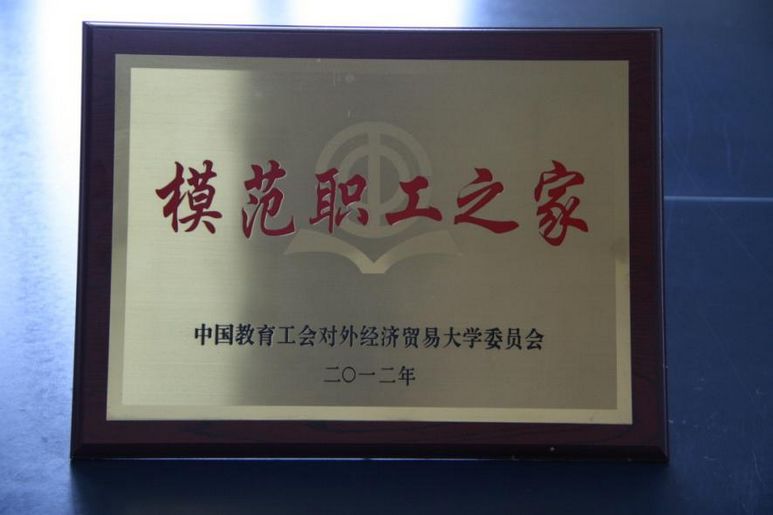 模范职工之家
中国教育工会对外经济贸易大学委员会
二〇一二年